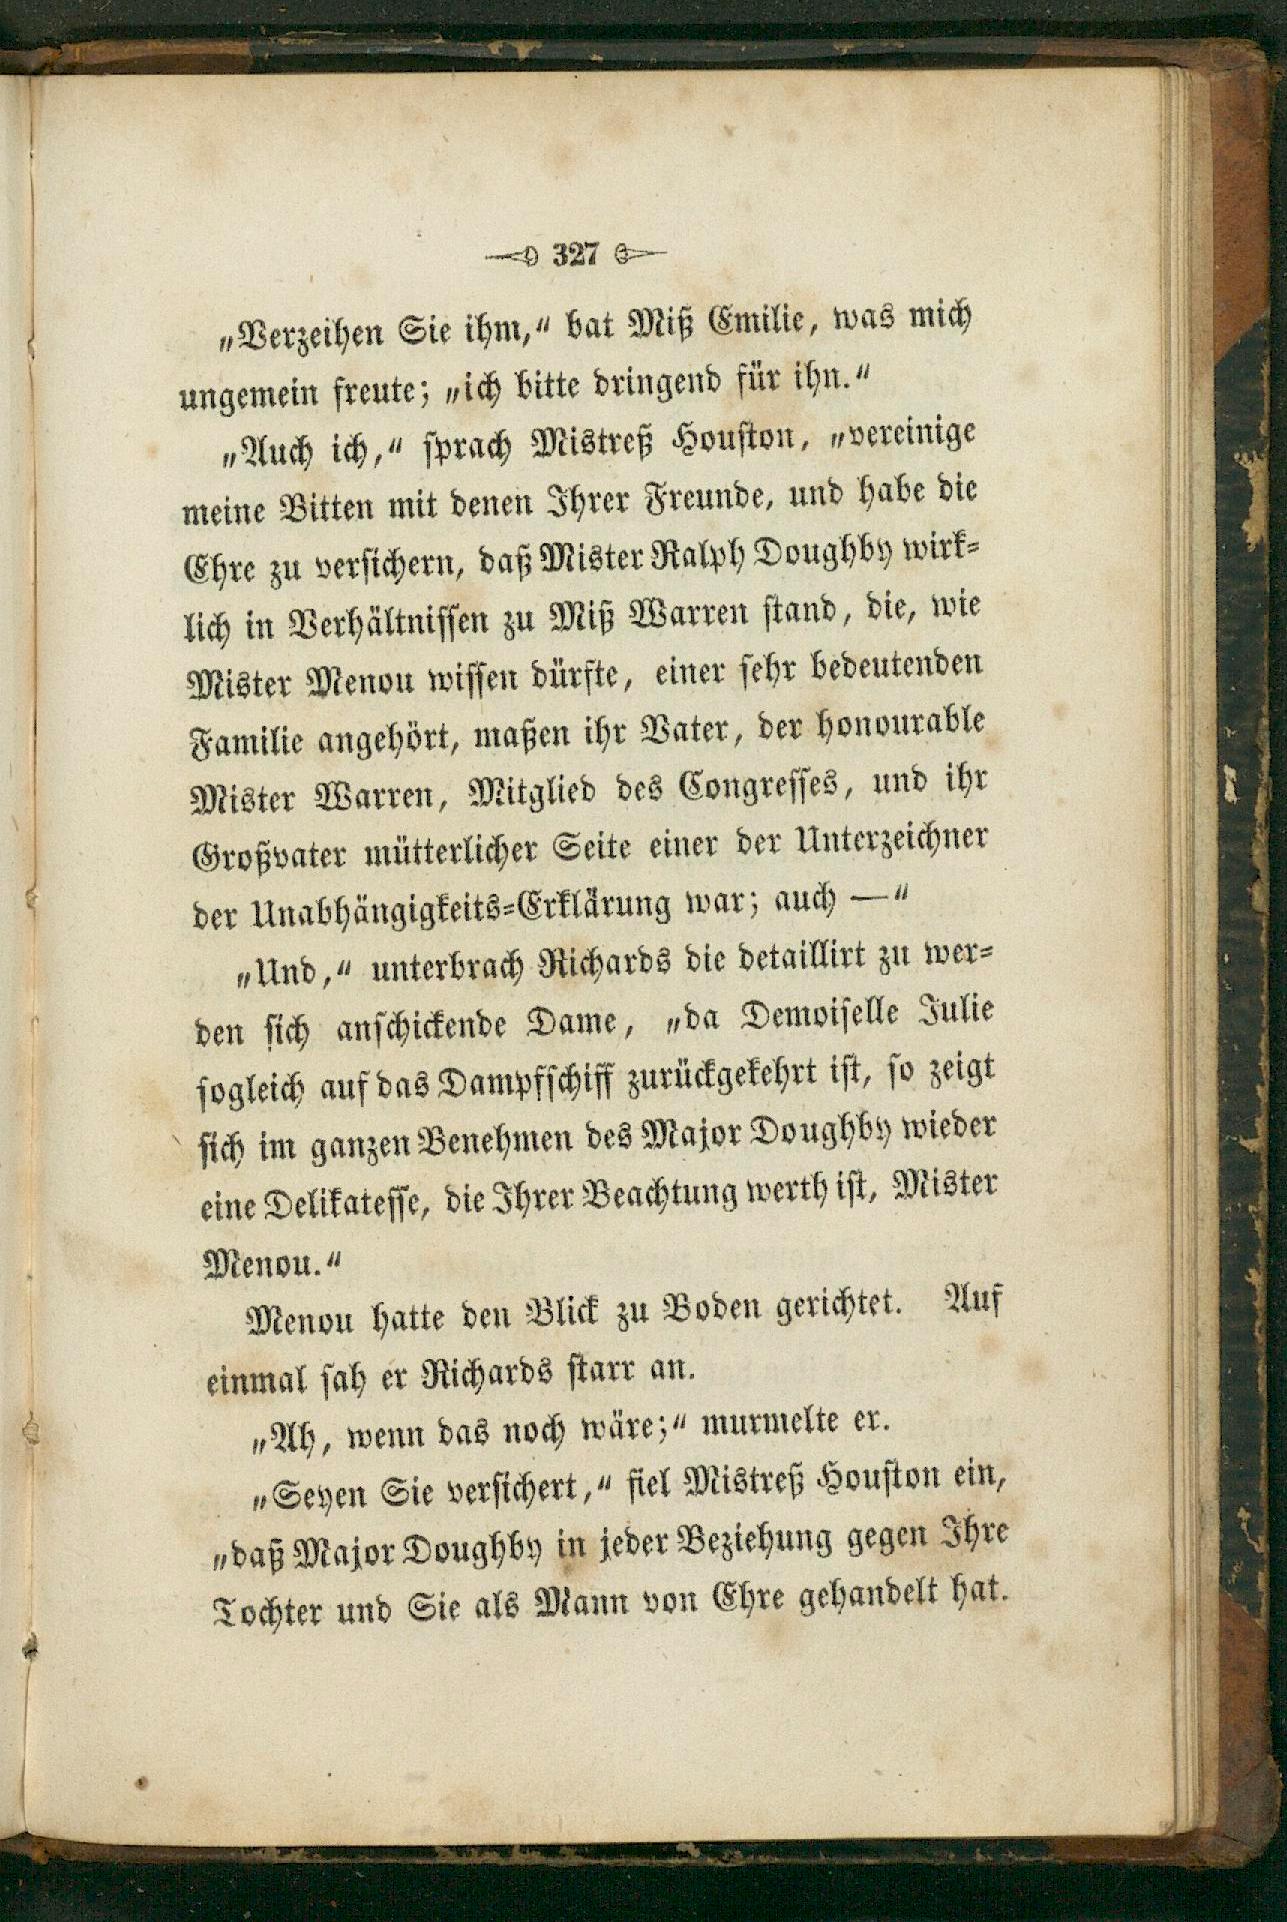 327
„Verzeihen Sie ihm,“ bat Miß Emilie, was mich
ungemein freute; „ich bitte dringend für ihn.“
„Auch ich,“ sprach Mistreß Houston, „vereinige
meine Bitten mit denen Ihrer Freunde, und habe die
Ehre zu versichern, daß Mister Ralph Doughby wirk-
lich in Verhältnissen zu Miß Warren stand, die, wie
Mister Menou wissen dürfte, einer sehr bedeutenden
Familie angehört, maßen ihr Vater, der honourable
Mister Warren, Mitglied des Congresses, und ihr
Großvater mütterlicher Seite einer der Unterzeichner
der Unabhängigkeits-Erklärung war; auch —“
„Und,“ unterbrach Richards die detaillirt zu wer-
den sich anschickende Dame, „da Demoiselle Julie
sogleich auf das Dampfschiff zurückgekehrt ist, so zeigt
sich im ganzen Benehmen des Major Doughby wieder
eine Delikatesse, die Ihrer Beachtung werth ist, Mister
Menou.“
Menou hatte den Blick zu Boden gerichtet. Auf
einmal sah er Richards starr an.
„Ah, wenn das noch wäre;“ murmelte er.
„Seyen Sie versichert,“ fiel Mistreß Houston ein,
„daß Major Doughby in jeder Beziehung gegen Ihre
Tochter und Sie als Mann von Ehre gehandelt hat.